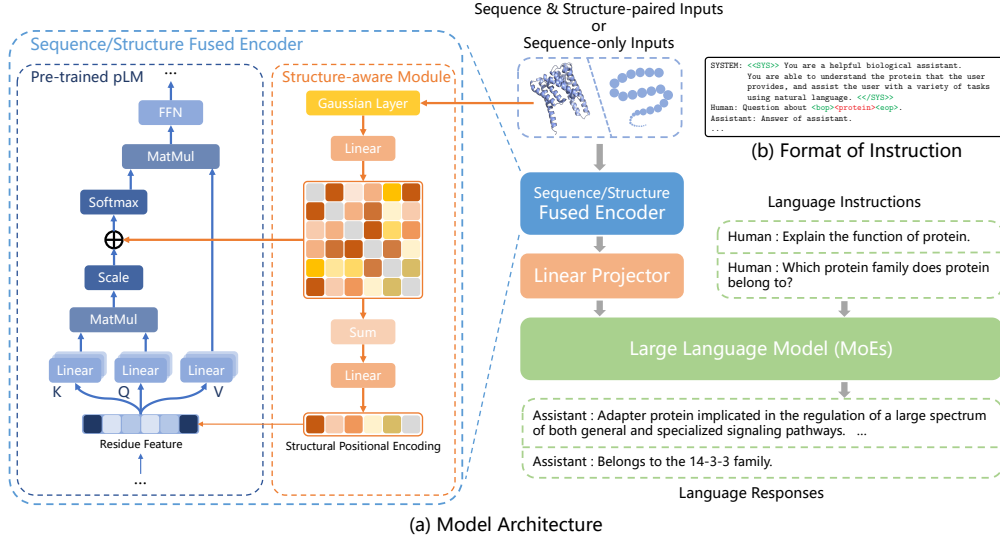 Sequence & Structure-paired Inputs
or
Sequence-only Inputs
Sequence/Structure Fused Encoder
Pre-trained pLM
...
FFN
MatMul
Softmax
Scale
MatMul
Linear
Linear
Linear
K
Q
V
Residue Feature
...
Structure-aware Module
Gaussian Layer
Linear
Sum
Linear
Structural Positional Encoding
Sequence/Structure
Fused Encoder
Linear Projector
Large Language Model (MoEs)
SYSTEM: <<SYS>> You are a helpful biological assistant.
You are able to understand the protein that the user
provides, and assist the user with a variety of tasks
using natural language. <</SYS>>
Human: Question about <bop><protein><eop>.
Assistant: Answer of assistant.
...
(b) Format of Instruction
Language Instructions
Human : Explain the function of protein.
Human : Which protein family does protein
belong to?
Assistant : Adapter protein implicated in the regulation of a large spectrum
of both general and specialized signaling pathways. ...
Assistant : Belongs to the 14-3-3 family.
Language Responses
(a) Model Architecture